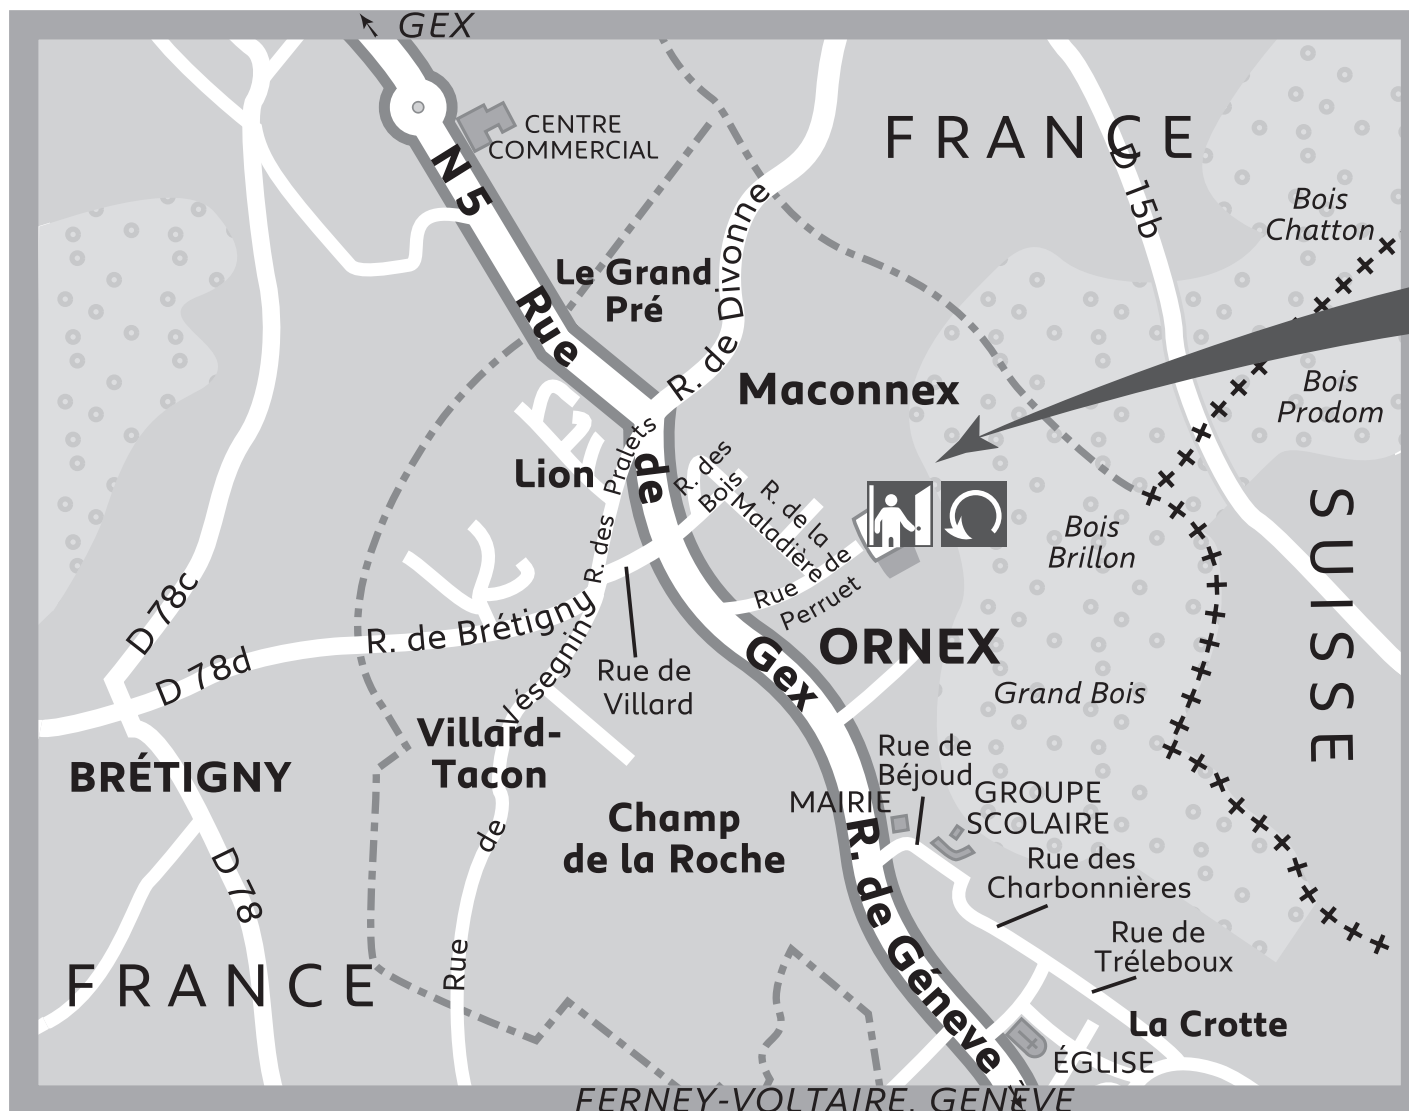 GEX
CENTRE
COMMERCIAL
N 5
FRANCE
D 15b
Bois
Chatton
Le Grand
Pré
Rue
R. de Divonne
Bois
Prodom
Maconnex
Lion
R. des Pralets
de
R. des
Bois
R. de la
Maladière
Rue de
Perruet
Bois
Brillon
SUISSE
D 78c
D 78d
R. de Brétigny
Rue de
Villard
ORNEX
Gex
Grand Bois
BRÉTIGNY
Villard-
Tacon
Rue de Vésegnin
Rue de
Béjoud
MAIRIE
GROUPE
SCOLAIRE
Champ
de la Roche
Rue des
Charbonnières
D 78
R. de Génève
Rue de
Tréleboux
FRANCE
La Crotte
ÉGLISE
FERNEY-VOLTAIRE, GENÈVE